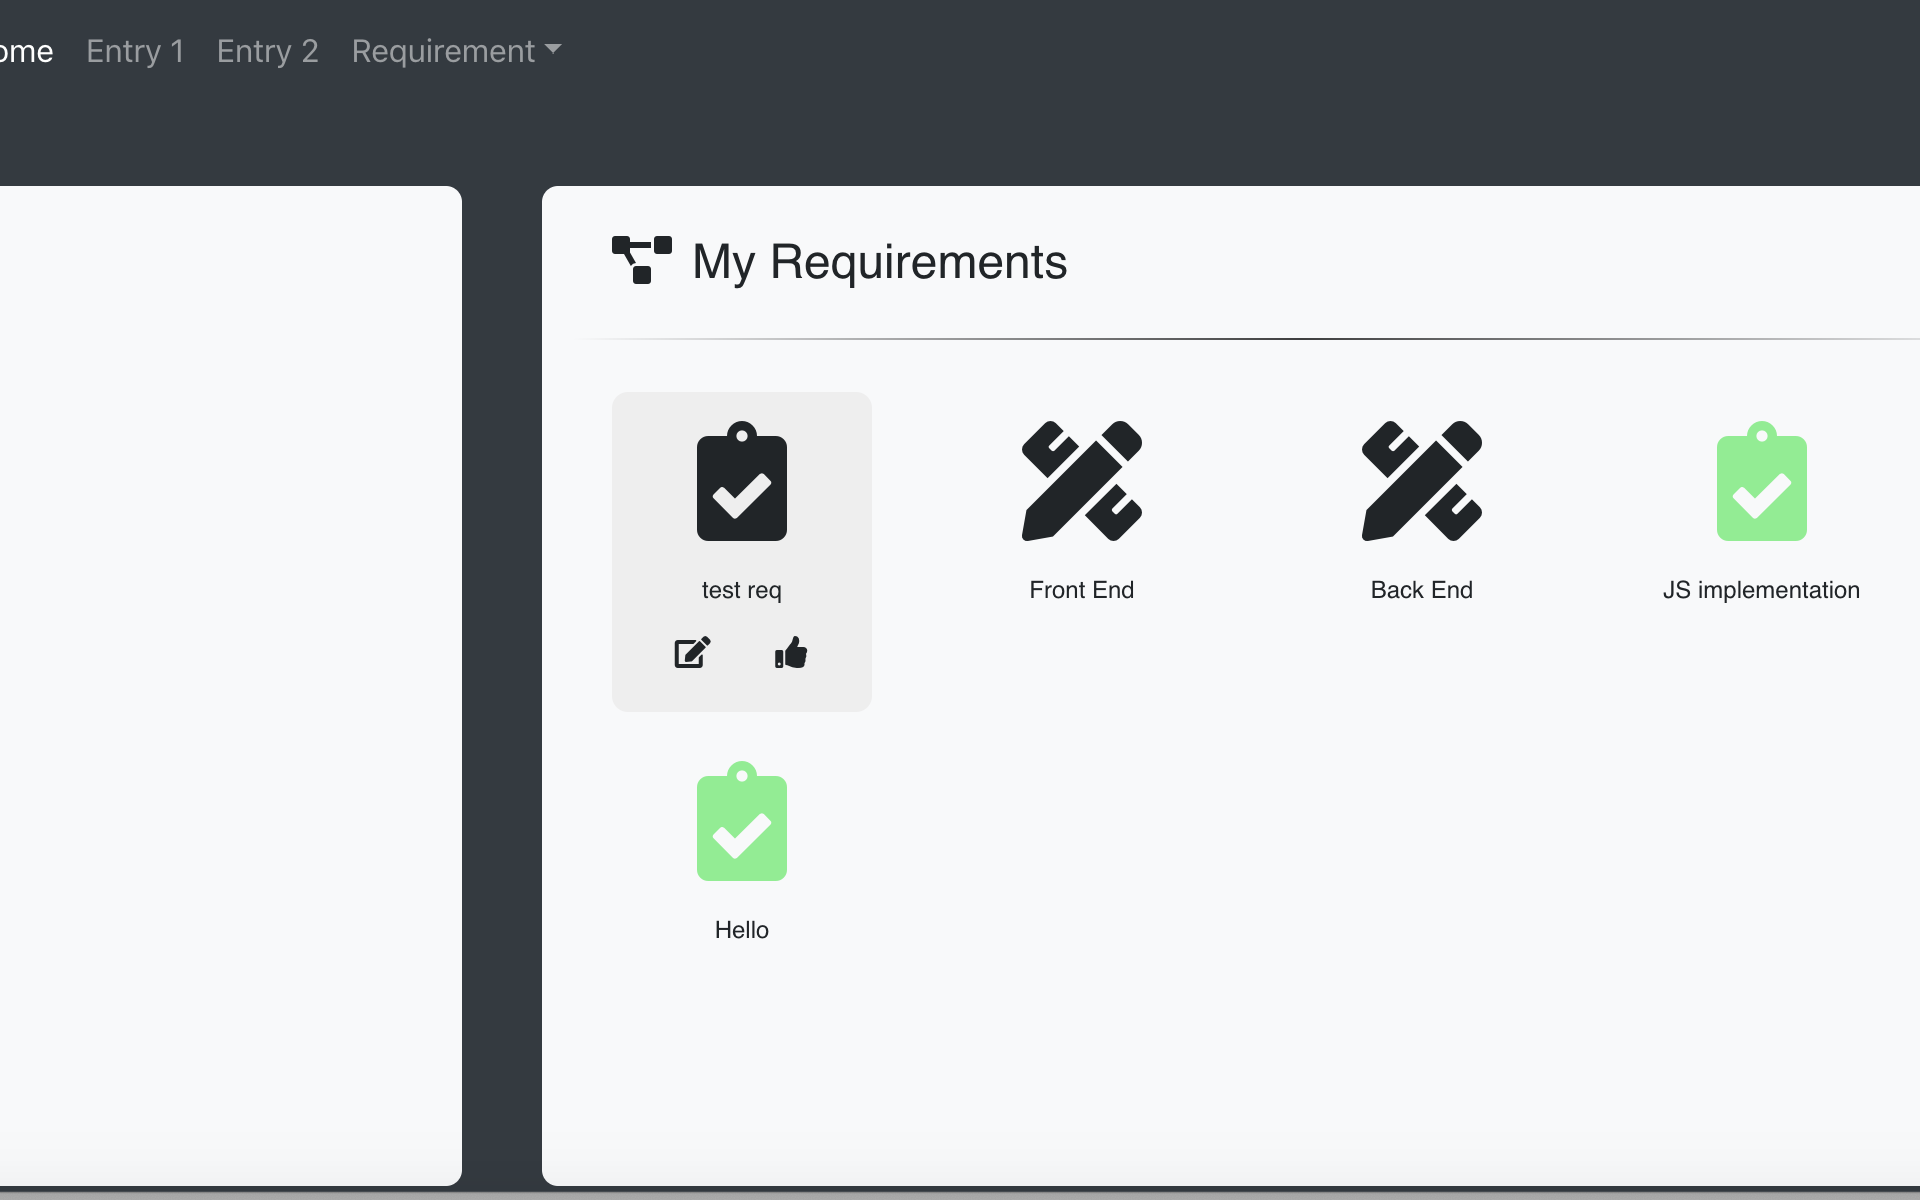 ome Entry 1 Entry 2 Requirement
My Requirements
test req
Front End
Back End
JS implementation
Hello